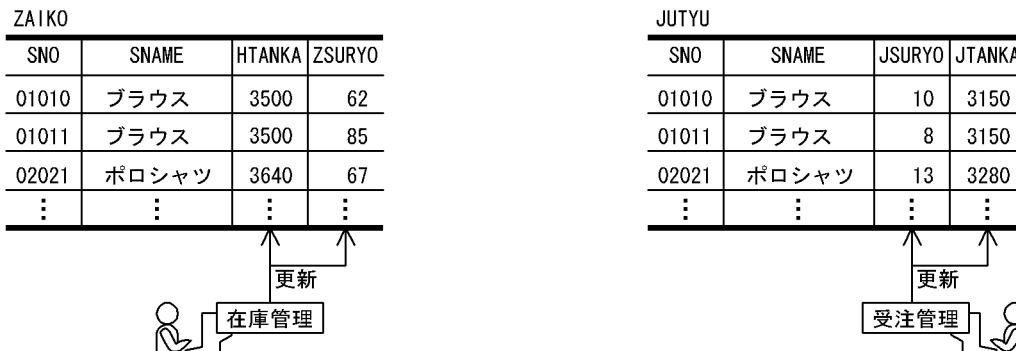 ZAIKO
SNO SNAME HTANKA ZSURYO
01010 ブラウス 3500 62
01011 ブラウス 3500 85
02021 ポロシャツ 3640 67
⋮ ⋮ ⋮ ⋮
更新
在庫管理
JUTYU
SNO SNAME JSURYO JTANKA
01010 ブラウス 10 3150
01011 ブラウス 8 3150
02021 ポロシャツ 13 3280
⋮ ⋮ ⋮ ⋮
更新
受注管理